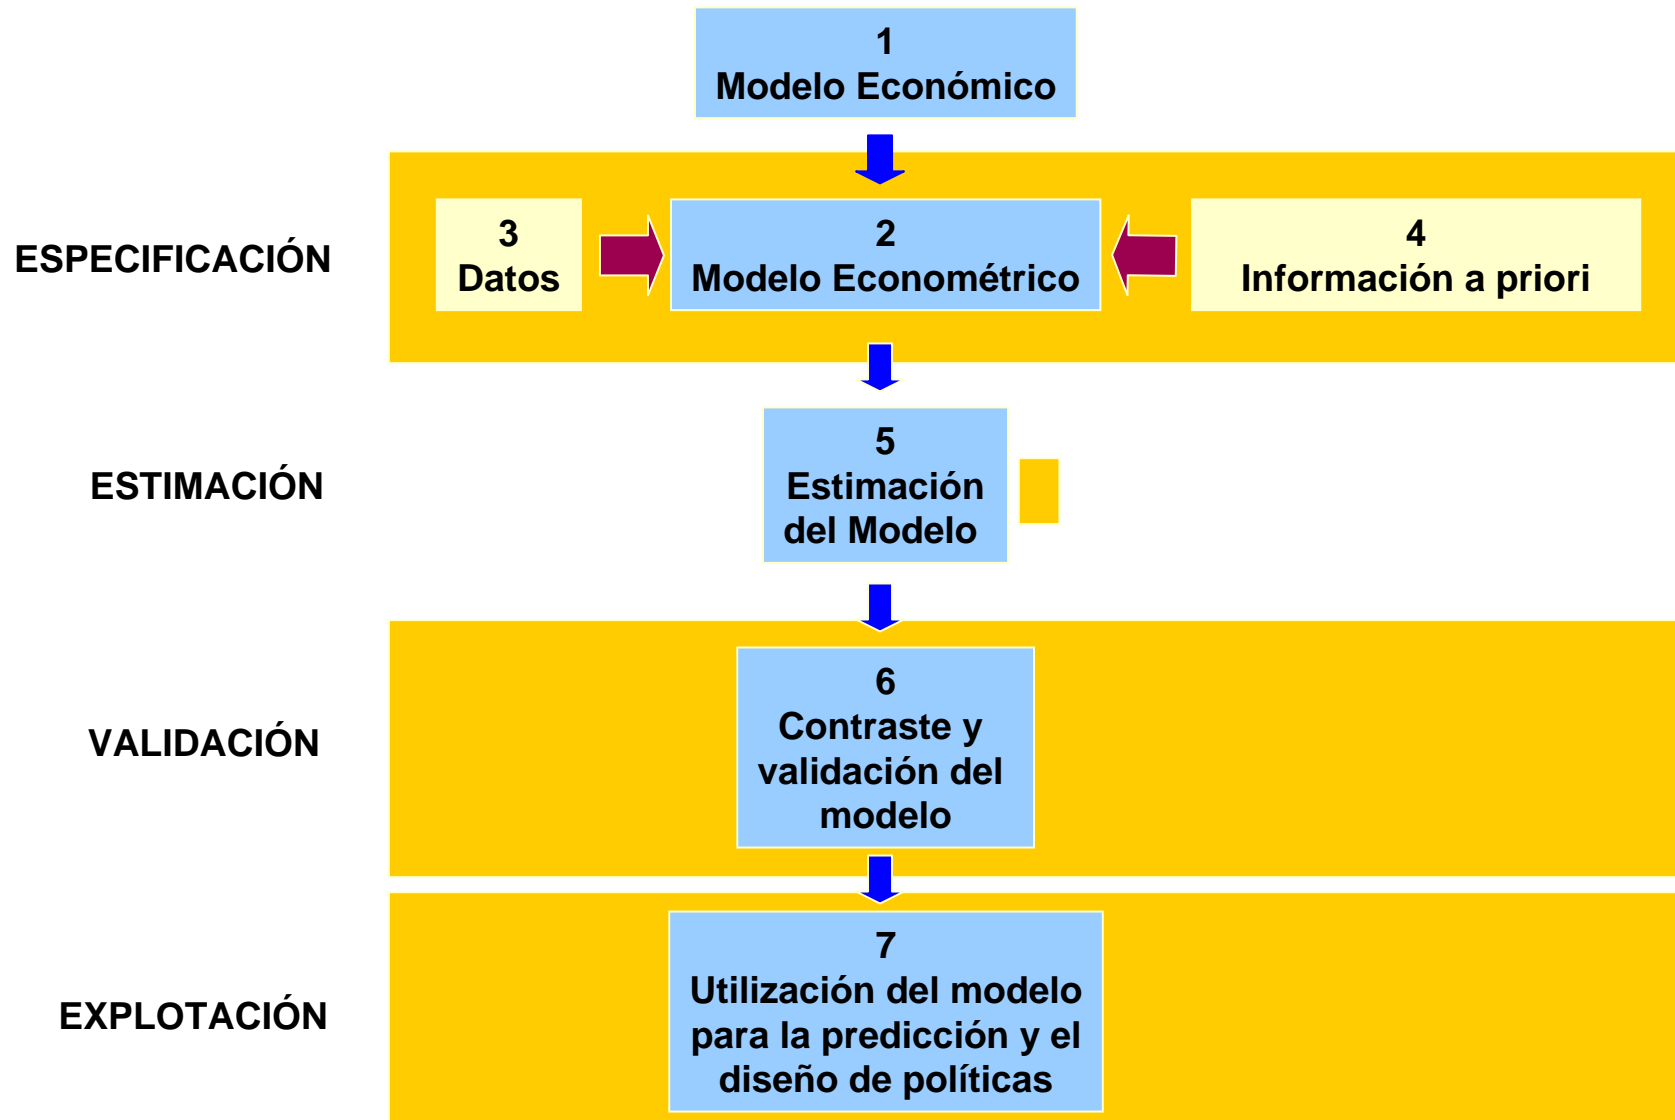 1
Modelo Económico
ESPECIFICACIÓN
3
Datos
2
Modelo Econométrico
4
Información a priori
ESTIMACIÓN
5
Estimación
del Modelo
VALIDACIÓN
6
Contraste y
validación del
modelo
EXPLOTACIÓN
7
Utilización del modelo
para la predicción y el
diseño de políticas